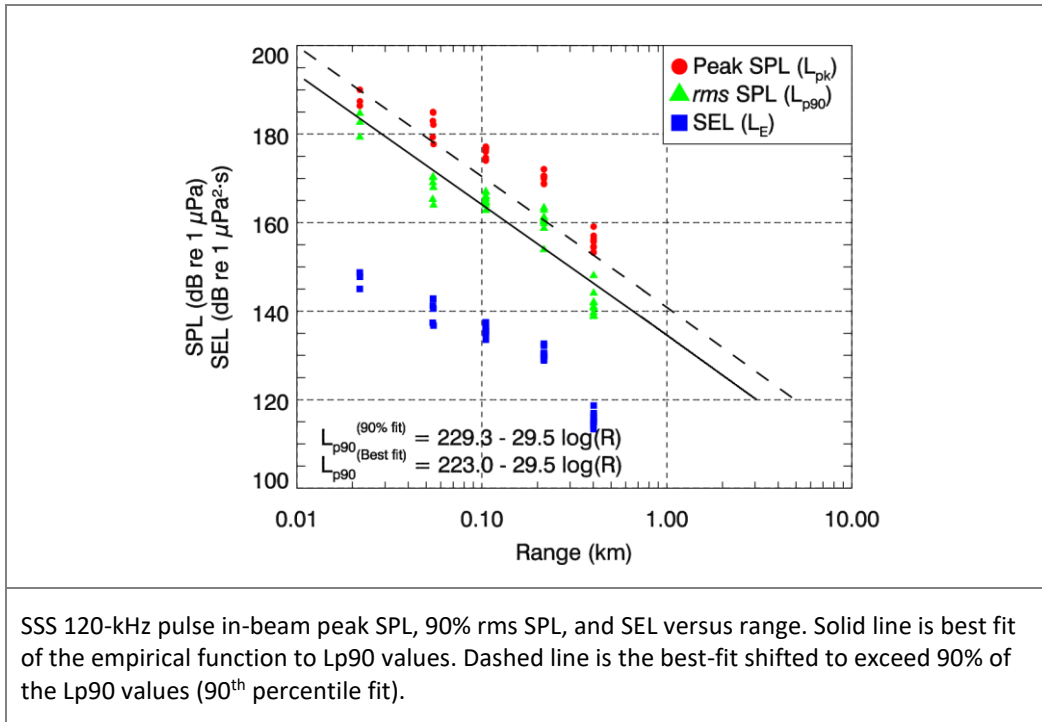 200
180
160
140
120
100
SPL (dB re 1 μPa)
SEL (dB re 1 μPa²·s)
Peak SPL (Lpk)
rms SPL (Lp90)
SEL (LE)
Lp90(90% fit) = 229.3 - 29.5 log(R)
Lp90(Best fit) = 223.0 - 29.5 log(R)
0.01 0.10 1.00 10.00
Range (km)
SSS 120-kHz pulse in-beam peak SPL, 90% rms SPL, and SEL versus range. Solid line is best fit
of the empirical function to Lp90 values. Dashed line is the best-fit shifted to exceed 90% of
the Lp90 values (90th percentile fit).